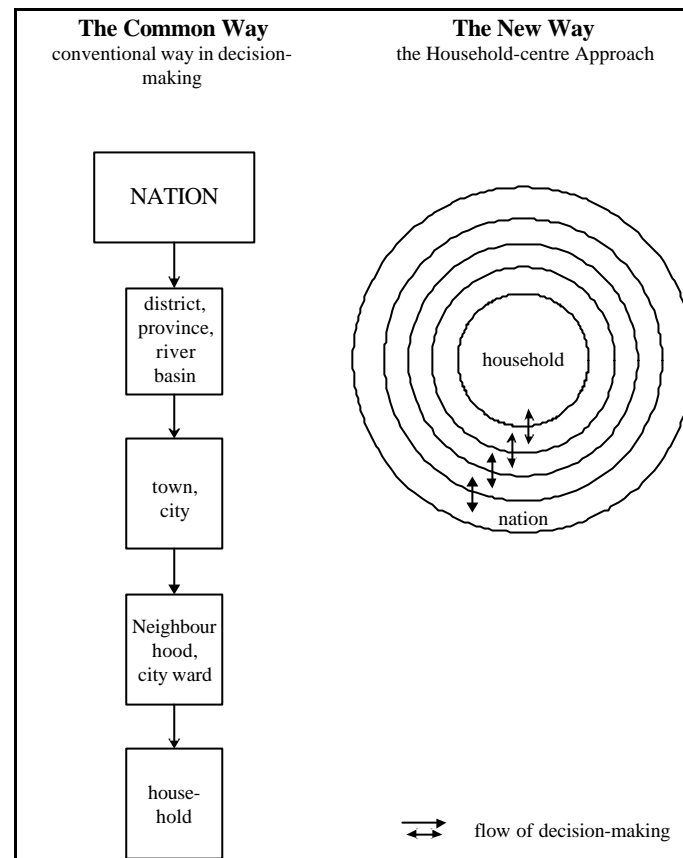 The Common Way
conventional way in decision-
making
NATION
district,
province,
river
basin
town,
city
Neighbour
hood,
city ward
house-
hold
The New Way
the Household-centre Approach
household
nation
flow of decision-making